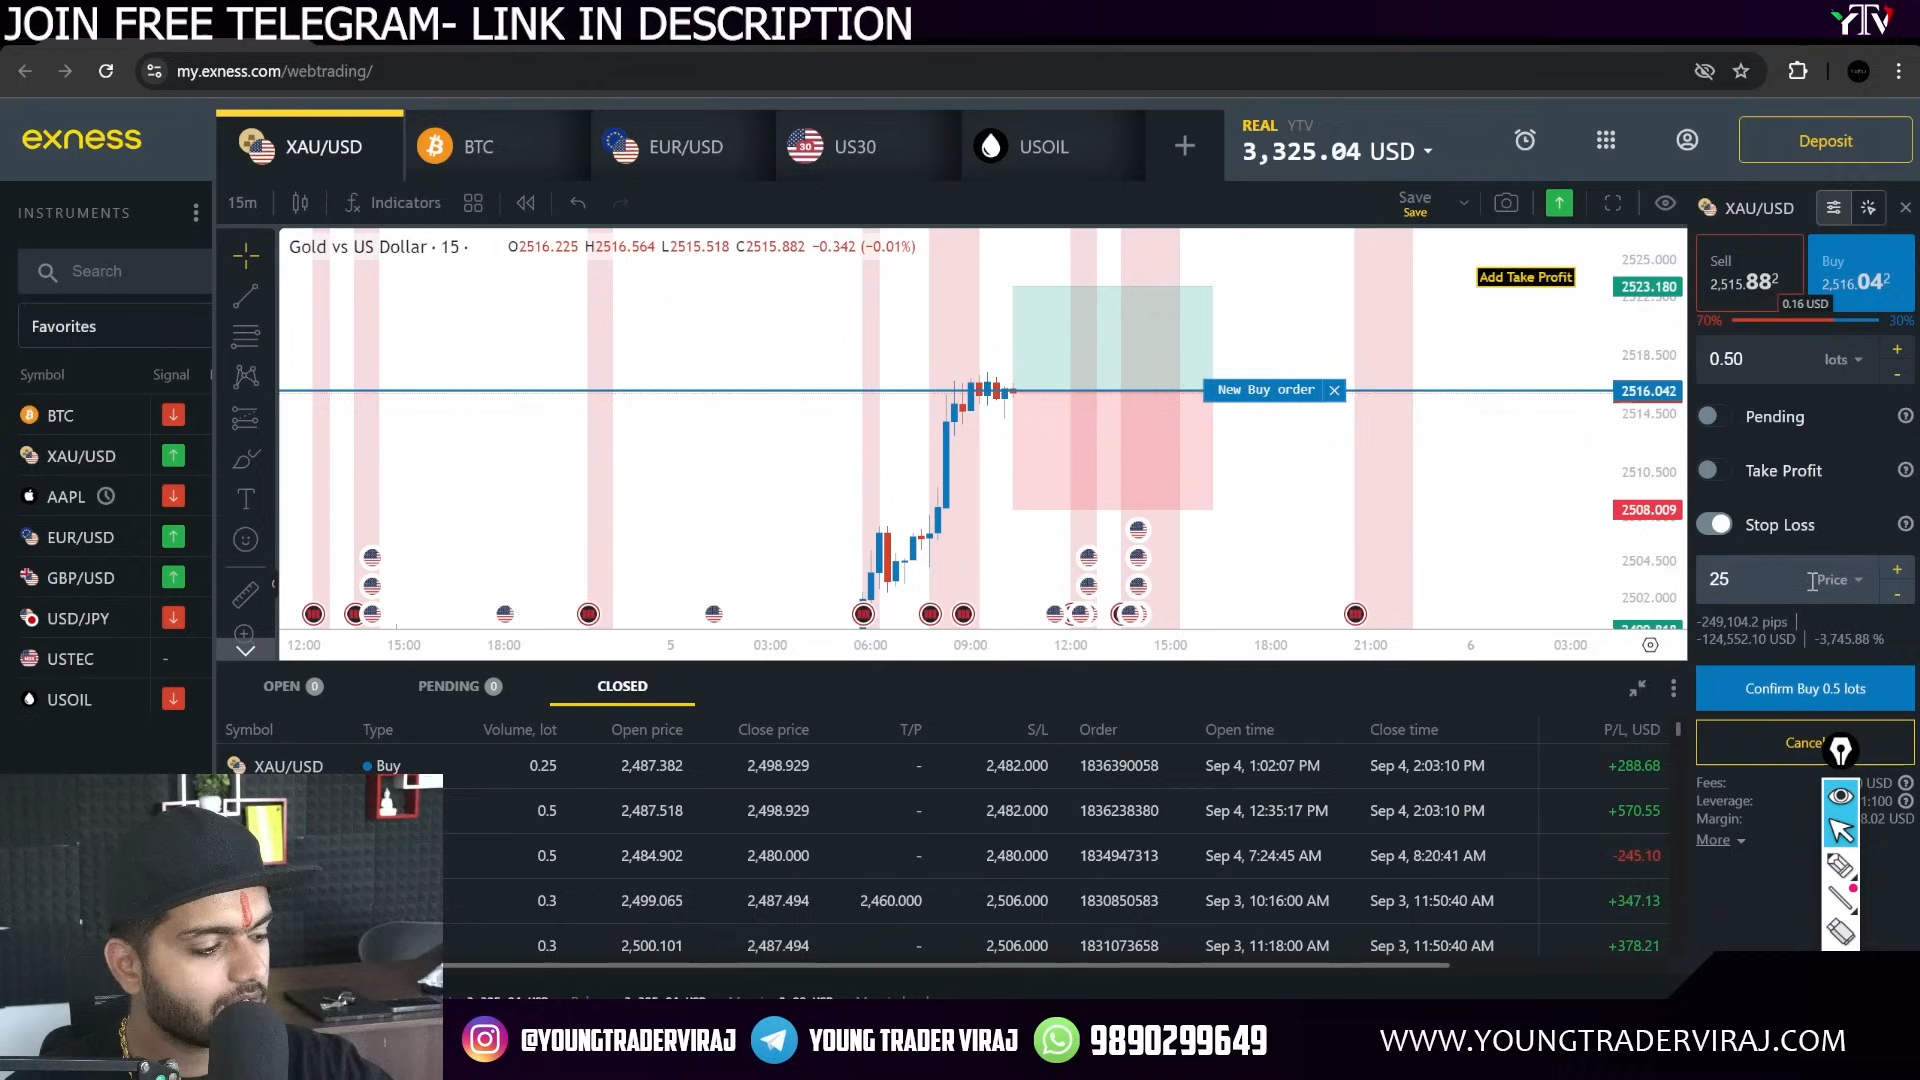 JOIN FREE TELEGRAM- LINK IN DESCRIPTION
YTV
my.exness.com/webtrading/
exness
XAU/USD
BTC
EUR/USD
US30
USOIL
REAL YTV
3,325.04 USD
Deposit
INSTRUMENTS
15m
Indicators
Save
Save
XAU/USD
Search
Favorites
Symbol Signal
BTC
XAU/USD
AAPL
EUR/USD
GBP/USD
USD/JPY
USTEC -
USOIL
Gold vs US Dollar · 15 · O2516.225 H2516.564 L2515.518 C2515.882 −0.342 (−0.01%)
Add Take Profit
New Buy order
2525.000
2523.180
2518.500
2516.042
2514.500
2510.500
2508.009
2504.500
2502.000
12:00 15:00 18:00 5 03:00 06:00 09:00 12:00 15:00 18:00 21:00 6 03:00
Sell
2,515.882
Buy
2,516.042
0.16 USD
70% 30%
0.50 lots
Pending
Take Profit
Stop Loss
25 Price
-249,104.2 pips
-124,552.10 USD -3,745.88 %
Confirm Buy 0.5 lots
Cancel
Fees: USD
Leverage: 1:100
Margin: 8.02 USD
More
OPEN 0 PENDING 0 CLOSED
Symbol Type Volume, lot Open price Close price T/P S/L Order Open time Close time P/L, USD
XAU/USD Buy 0.25 2,487.382 2,498.929 - 2,482.000 1836390058 Sep 4, 1:02:07 PM Sep 4, 2:03:10 PM +288.68
0.5 2,487.518 2,498.929 - 2,482.000 1836238380 Sep 4, 12:35:17 PM Sep 4, 2:03:10 PM +570.55
0.5 2,484.902 2,480.000 - 2,480.000 1834947313 Sep 4, 7:24:45 AM Sep 4, 8:20:41 AM -245.10
0.3 2,499.065 2,487.494 2,460.000 2,506.000 1830850583 Sep 3, 10:16:00 AM Sep 3, 11:50:40 AM +347.13
0.3 2,500.101 2,487.494 - 2,506.000 1831073658 Sep 3, 11:18:00 AM Sep 3, 11:50:40 AM +378.21
@YOUNGTRADERVIRAJ YOUNG TRADER VIRAJ 9890299649 WWW.YOUNGTRADERVIRAJ.COM